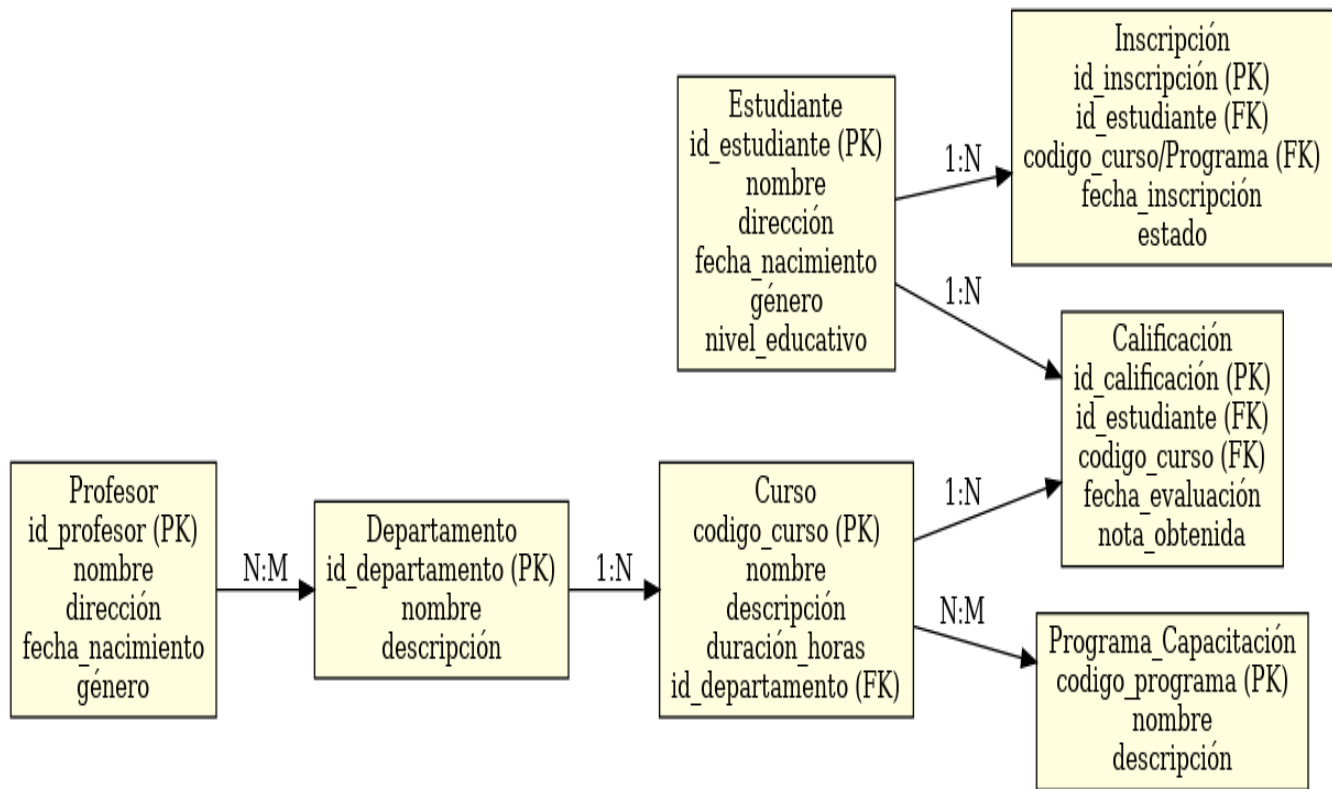 Inscripción
id_inscripción (PK)
id_estudiante (FK)
codigo_curso/Programa (FK)
fecha_inscripción
estado
Estudiante
id_estudiante (PK)
nombre
dirección
fecha_nacimiento
género
nivel_educativo
1:N
1:N
Calificación
id_calificación (PK)
id_estudiante (FK)
codigo_curso (FK)
fecha_evaluación
nota_obtenida
Profesor
id_profesor (PK)
nombre
dirección
fecha_nacimiento
género
N:M
Departamento
id_departamento (PK)
nombre
descripción
1:N
Curso
codigo_curso (PK)
nombre
descripción
duración_horas
id_departamento (FK)
1:N
N:M
Programa_Capacitación
codigo_programa (PK)
nombre
descripción